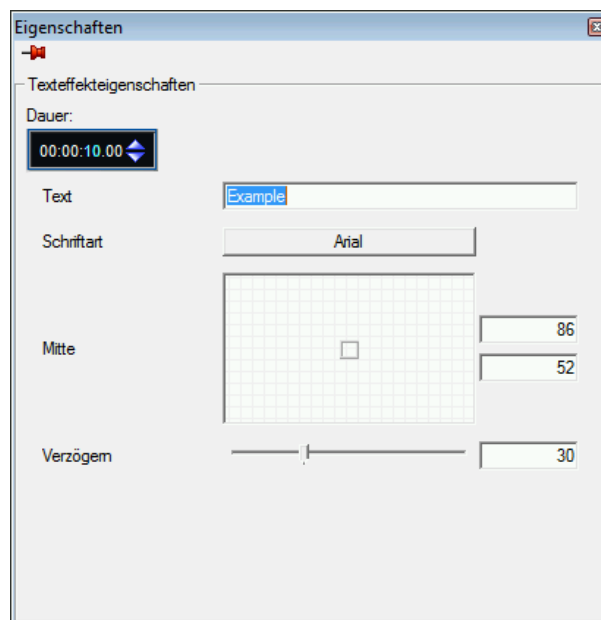 Eigenschaften
Texteffekteigenschaften
Dauer:
00:00:10.00
Text Example
Schriftart Arial
86
Mitte
52
Verzögern 30